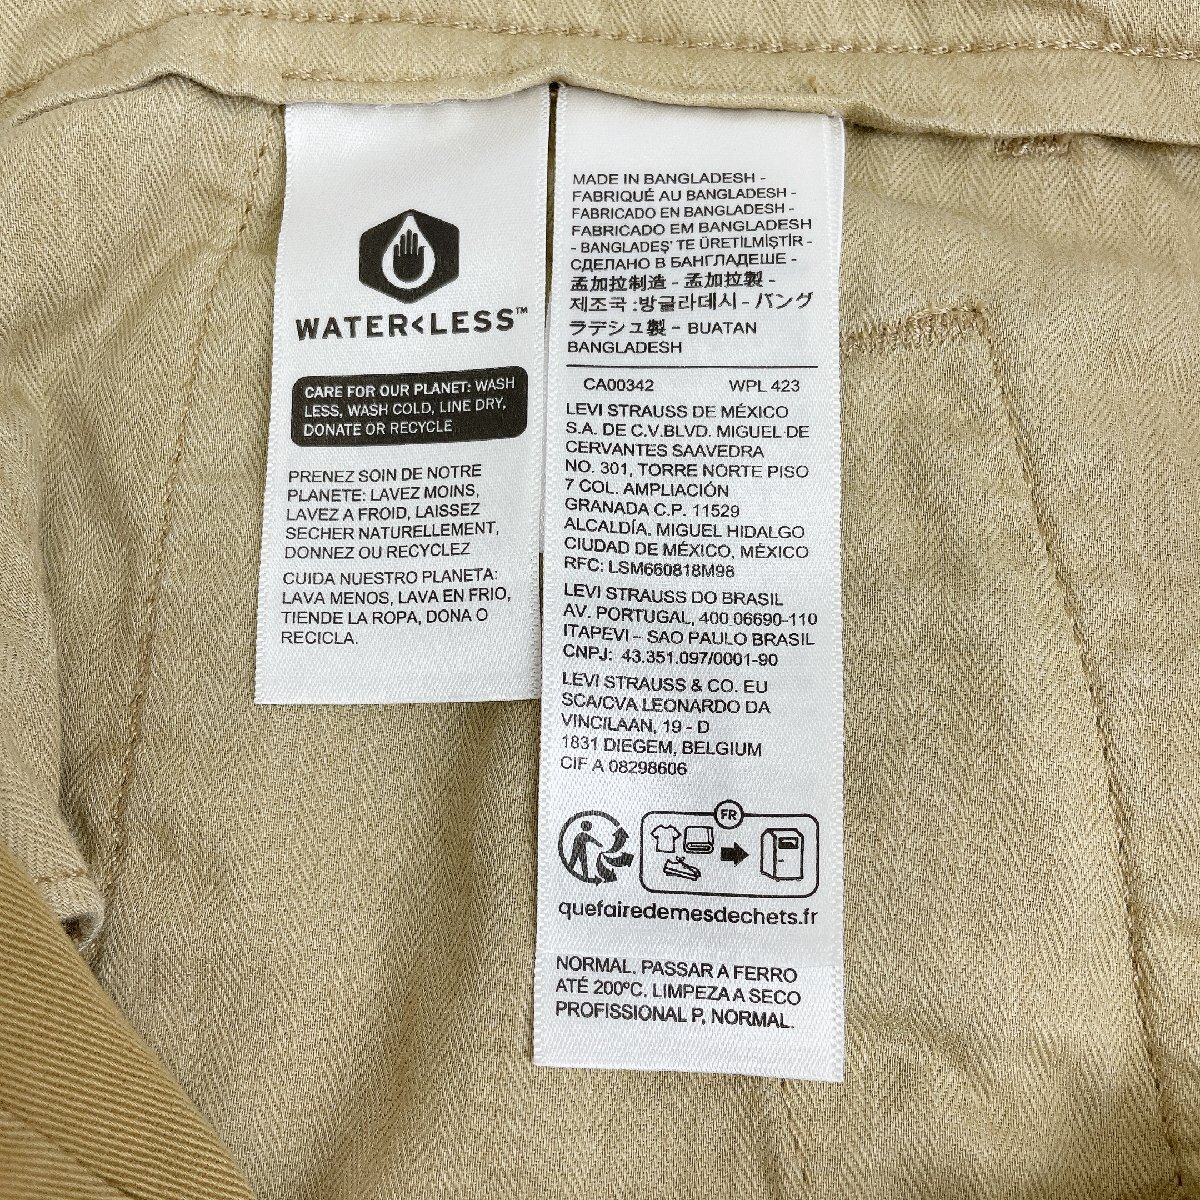 WATER<LESS™
CARE FOR OUR PLANET: WASH
LESS, WASH COLD, LINE DRY,
DONATE OR RECYCLE
PRENEZ SOIN DE NOTRE
PLANETE: LAVEZ MOINS,
LAVEZ A FROID, LAISSEZ
SECHER NATURELLEMENT,
DONNEZ OU RECYCLEZ
CUIDA NUESTRO PLANETA:
LAVA MENOS, LAVA EN FRIO,
TIENDE LA ROPA, DONA O
RECICLA.
MADE IN BANGLADESH -
FABRIQUÉ AU BANGLADESH -
FABRICADO EN BANGLADESH -
FABRICADO EM BANGLADESH
- BANGLADEŞ' TE ÜRETİLMİŞTİR -
СДЕЛАНО В БАНГЛАДЕШЕ -
孟加拉制造 - 孟加拉製 -
제조국 :방글라데시 - バング
ラデシュ製 - BUATAN
BANGLADESH
CA00342 WPL 423
LEVI STRAUSS DE MÉXICO
S.A. DE C.V.BLVD. MIGUEL DE
CERVANTES SAAVEDRA
NO. 301, TORRE NORTE PISO
7 COL. AMPLIACIÓN
GRANADA C.P. 11529
ALCALDÍA. MIGUEL HIDALGO
CIUDAD DE MÉXICO, MÉXICO
RFC: LSM660818M98
LEVI STRAUSS DO BRASIL
AV. PORTUGAL, 400 06690-110
ITAPEVI – SAO PAULO BRASIL
CNPJ: 43.351.097/0001-90
LEVI STRAUSS & CO. EU
SCA/CVA LEONARDO DA
VINCILAAN, 19 - D
1831 DIEGEM, BELGIUM
CIF A 08298606
FR
quefairedemesdechets.fr
NORMAL. PASSAR A FERRO
ATÉ 200ºC. LIMPEZA A SECO
PROFISSIONAL P, NORMAL.